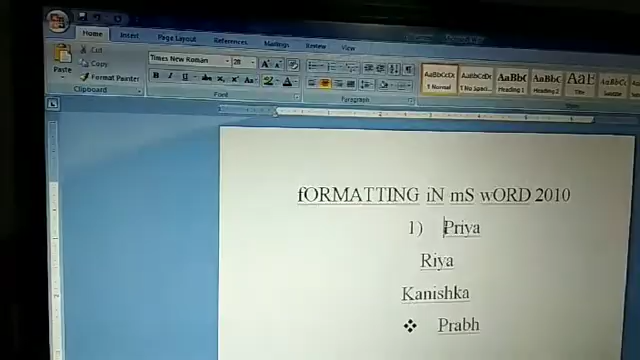 Home Insert Page Layout References Mailings Review View
Cut
Copy
Paste
Format Painter
Clipboard
Times New Roman
28
Font
Paragraph
AaBbCcDc AaBbCcDc AaBbC AaBbCc AaB AaBbCc
1 Normal 1 No Spaci... Heading 1 Heading 2 Title
fORMATTING iN mS wORD 2010
1) Priya
Riya
Kanishka
❖ Prabh